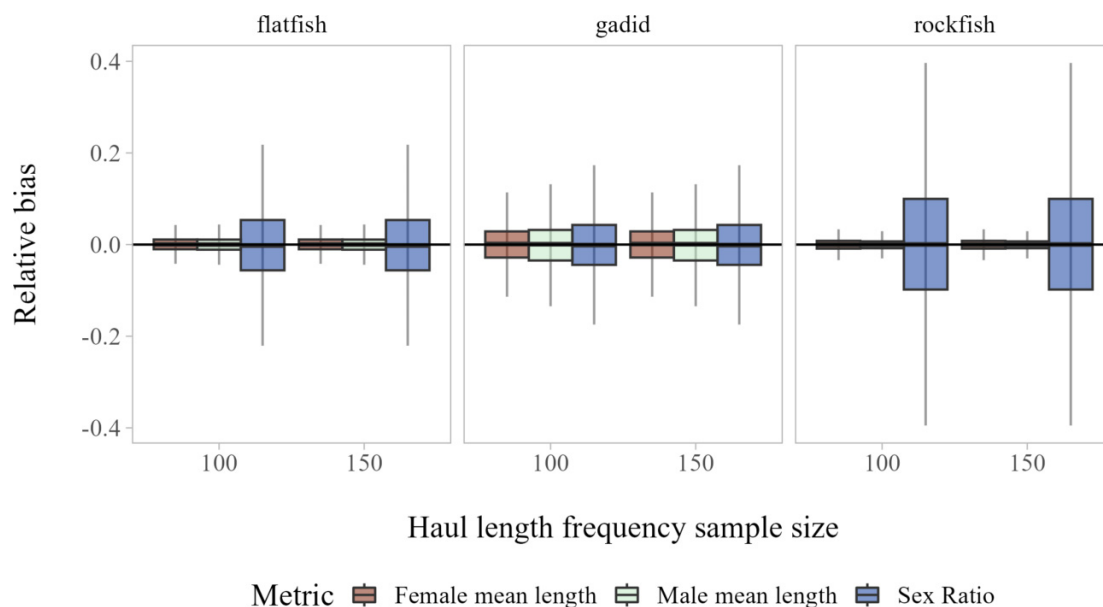 flatfish gadid rockfish
0.4
0.2
0.0
-0.2
-0.4
Relative bias
100 150 100 150 100 150
Haul length frequency sample size
Metric Female mean length Male mean length Sex Ratio